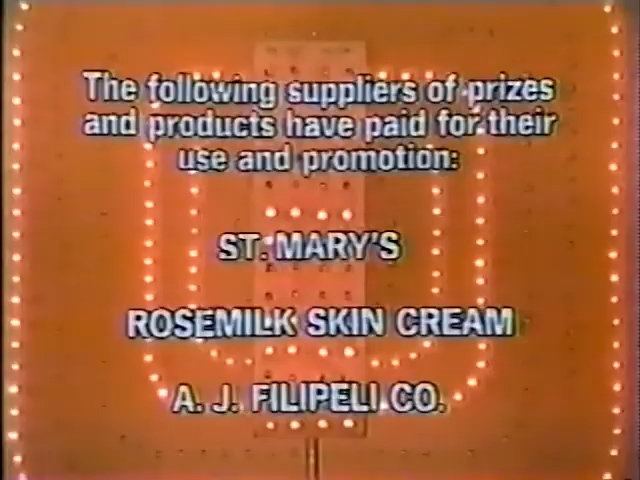 The following suppliers of prizes
and products have paid for their
use and promotion:
ST. MARY'S
ROSEMILK SKIN CREAM
A. J. FILIPELI CO.